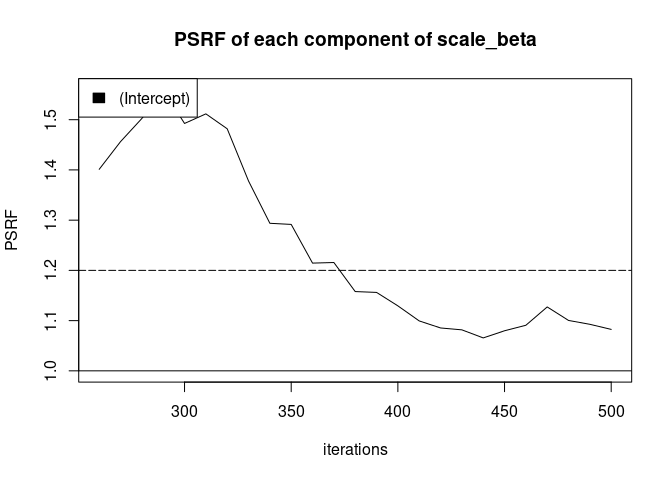 PSRF of each component of scale_beta
(Intercept)
PSRF
1.5
1.4
1.3
1.2
1.1
1.0
300 350 400 450 500
iterations